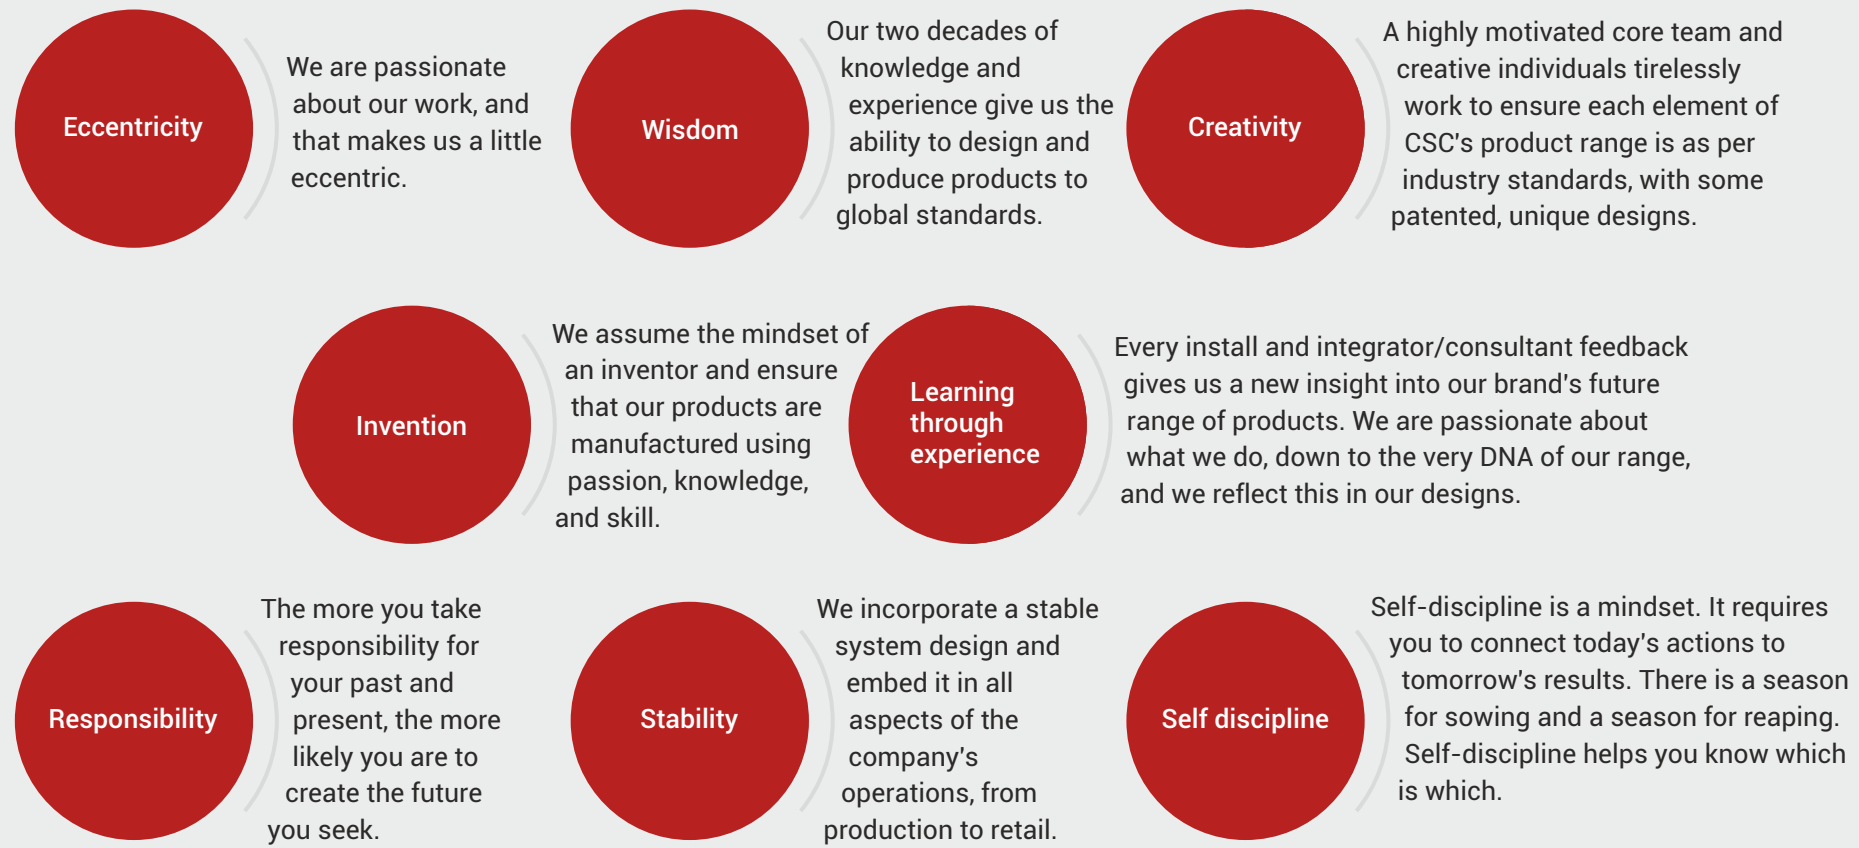 Eccentricity
We are passionate
about our work, and
that makes us a little
eccentric.
Wisdom
Our two decades of
knowledge and
experience give us the
ability to design and
produce products to
global standards.
Creativity
A highly motivated core team and
creative individuals tirelessly
work to ensure each element of
CSC's product range is as per
industry standards, with some
patented, unique designs.
Invention
We assume the mindset of
an inventor and ensure
that our products are
manufactured using
passion, knowledge,
and skill.
Learning
through
experience
Every install and integrator/consultant feedback
gives us a new insight into our brand's future
range of products. We are passionate about
what we do, down to the very DNA of our range,
and we reflect this in our designs.
Responsibility
The more you take
responsibility for
your past and
present, the more
likely you are to
create the future
you seek.
Stability
We incorporate a stable
system design and
embed it in all
aspects of the
company's
operations, from
production to retail.
Self discipline
Self-discipline is a mindset. It requires
you to connect today's actions to
tomorrow's results. There is a season
for sowing and a season for reaping.
Self-discipline helps you know which
is which.